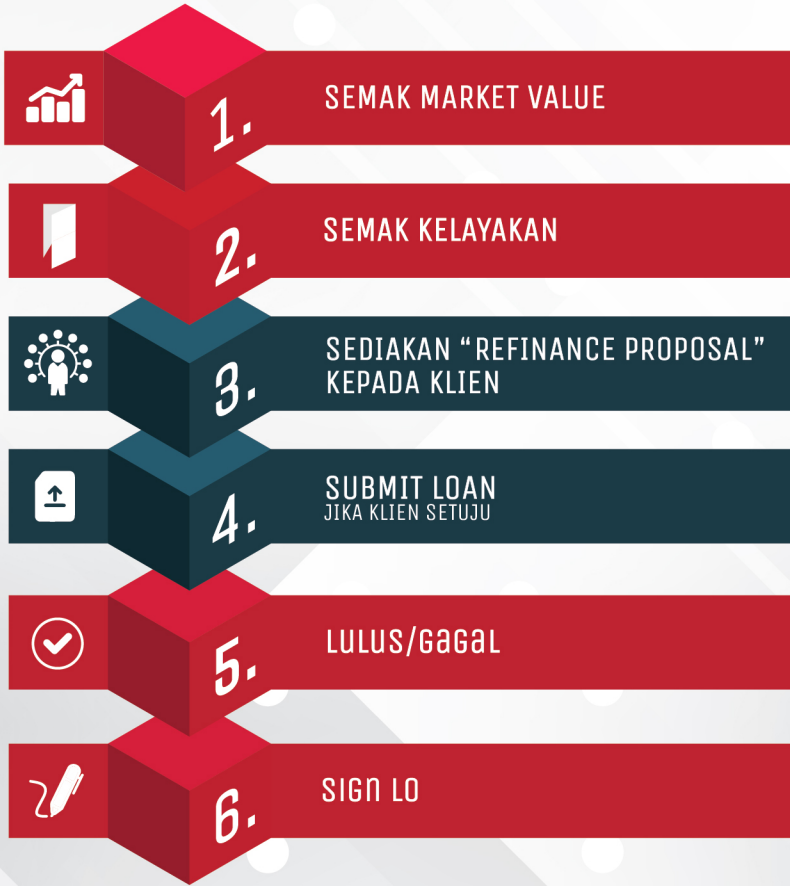 1.
SEMAK MARKET VALUE
2.
SEMAK KELAYAKAN
3.
SEDIAKAN “REFINANCE PROPOSAL”
KEPADA KLIEN
4.
SUBMIT LOAN
JIKA KLIEN SETUJU
5.
LULUS/GAGAL
6.
SIGN LO